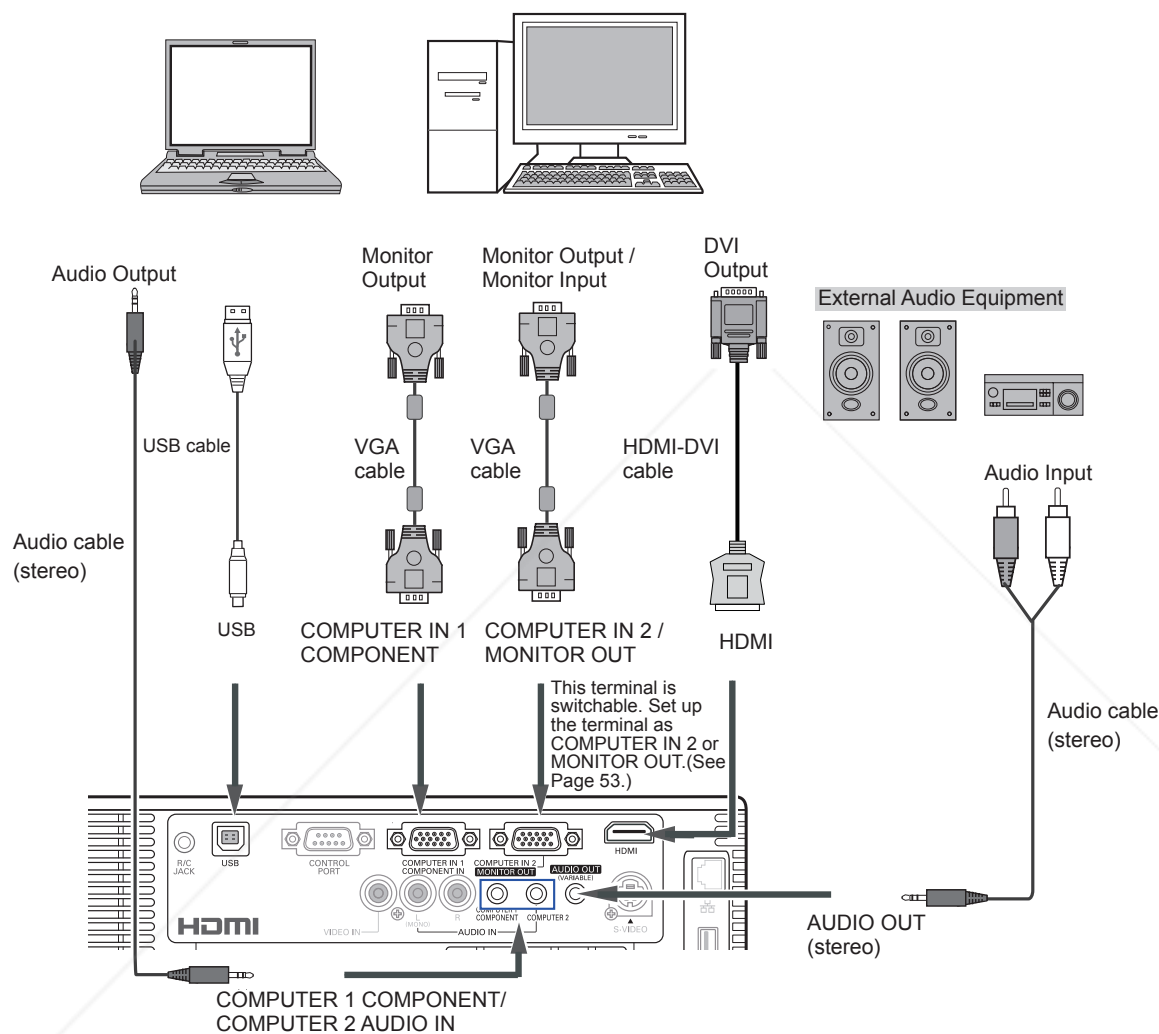 Audio Output
Monitor
Output
Monitor Output /
Monitor Input
DVI
Output
External Audio Equipment
USB cable
VGA
cable
VGA
cable
HDMI-DVI
cable
Audio Input
Audio cable
(stereo)
USB
COMPUTER IN 1
COMPONENT
COMPUTER IN 2 /
MONITOR OUT
HDMI
This terminal is
switchable. Set up
the terminal as
COMPUTER IN 2 or
MONITOR OUT.(See
Page 53.)
Audio cable
(stereo)
R/C
JACK
USB
CONTROL
PORT
COMPUTER IN 1
COMPONENT IN
COMPUTER IN 2
MONITOR OUT
AUDIO OUT
(VARIABLE)
HDMI
HDMI
VIDEO IN
L
(MONO)
R
AUDIO IN
COMPUTER 1
COMPONENT
COMPUTER 2
S-VIDEO
AUDIO OUT
(stereo)
COMPUTER 1 COMPONENT/
COMPUTER 2 AUDIO IN